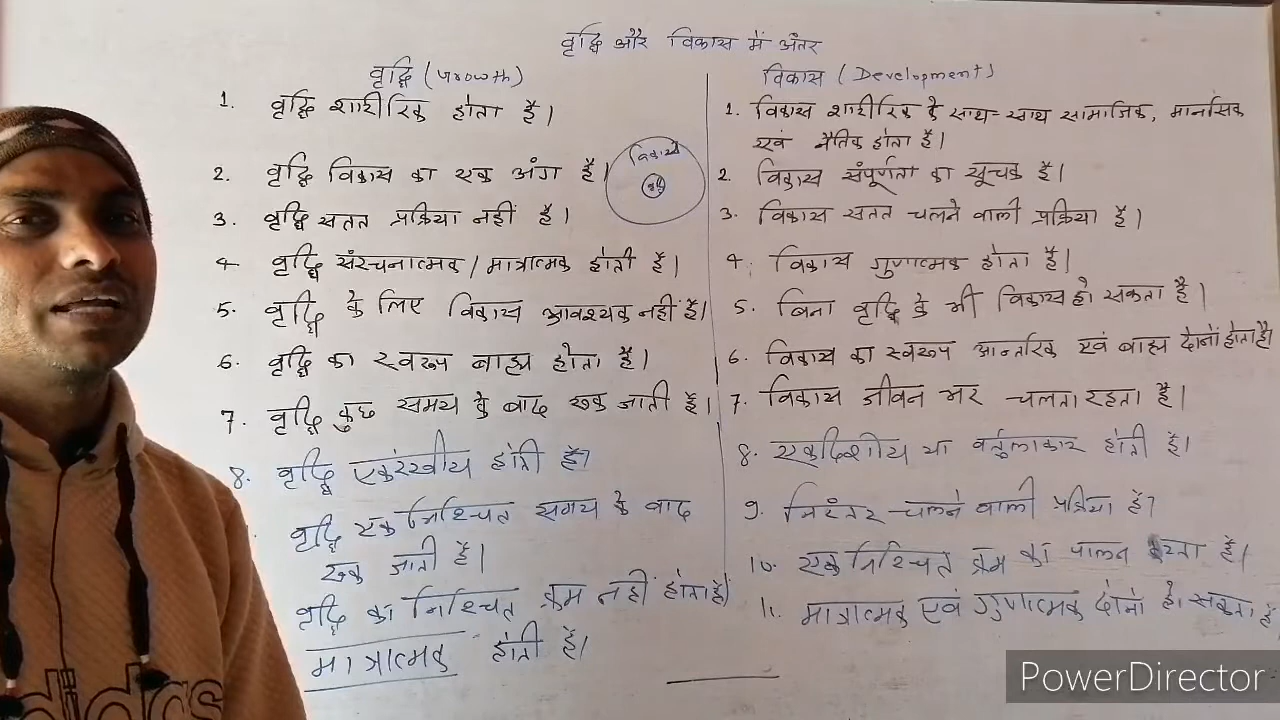 वृद्धि और विकास में अंतर
वृद्धि (Growth)
1. वृद्धि शारीरिक होता है।
2. वृद्धि विकास का एक अंग है।
विकास
वृद्धि
3. वृद्धि सतत प्रक्रिया नहीं है।
4 वृद्धि संरचनात्मक / मात्रात्मक होती है।
5. वृद्धि के लिए विकास आवश्यक नहीं है।
6. वृद्धि का स्वरूप बाह्य होता है।
7. वृद्धि कुछ समय के बाद रुक जाती है।
8. वृद्धि एकरेखीय होती है।
वृद्धि एक निश्चित समय के बाद
रुक जाती है।
वृद्धि का निश्चित क्रम नहीं होता है।
मात्रात्मक होती है।
विकास (Development)
1. विकास शारीरिक के साथ-साथ सामाजिक, मानसिक
एवं नैतिक होता है।
2. विकास संपूर्णता का सूचक है।
3. विकास सतत चलने वाली प्रक्रिया है।
4. विकास गुणात्मक होता है।
5. बिना वृद्धि के भी विकास हो सकता है।
6. विकास का स्वरूप आन्तरिक एवं बाह्य दोनों होता है।
7. विकास जीवन भर चलता रहता है।
8. एकदिशीय या वर्तुलाकार होती है।
9. निरंतर चलने वाली प्रक्रिया है।
10. एक निश्चित क्रम का पालन करता है।
11. मात्रात्मक एवं गुणात्मक दोनों हो सकता है
adidas
PowerDirector